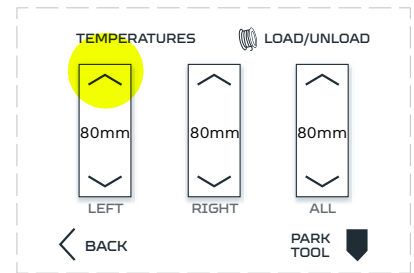 TEMPERATURES LOAD/UNLOAD
80mm 80mm 80mm
LEFT RIGHT ALL
BACK
PARK
TOOL